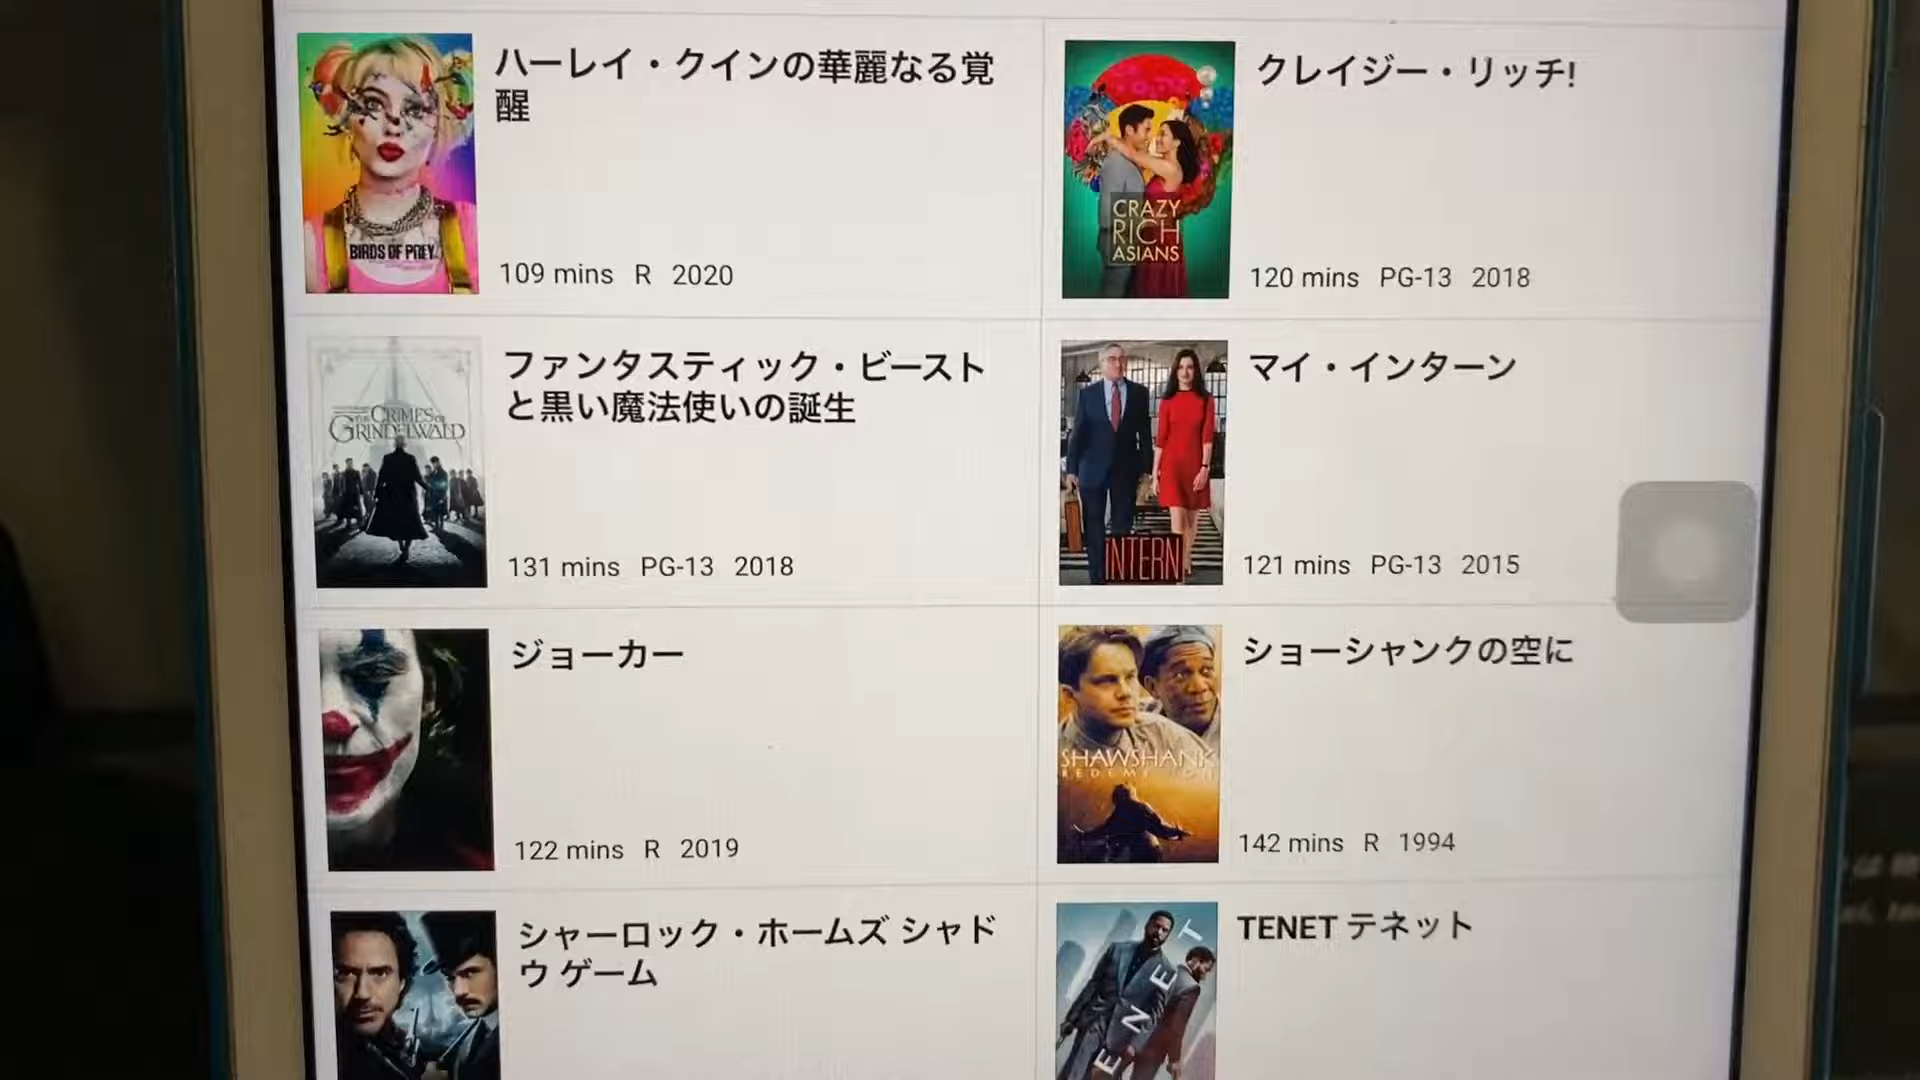 ハーレイ・クインの華麗なる覚
醒
BIRDS OF PREY
109 mins R 2020
クレイジー・リッチ!
CRAZY
RICH
ASIANS
120 mins PG-13 2018
ファンタスティック・ビースト
と黒い魔法使いの誕生
CRIMES OF
GRINDELWALD
131 mins PG-13 2018
マイ・インターン
INTERN
121 mins PG-13 2015
ジョーカー
122 mins R 2019
ショーシャンクの空に
SHAWSHANK
REDEMPTION
142 mins R 1994
シャーロック・ホームズ シャド
ウ ゲーム
TENET テネット
TENET